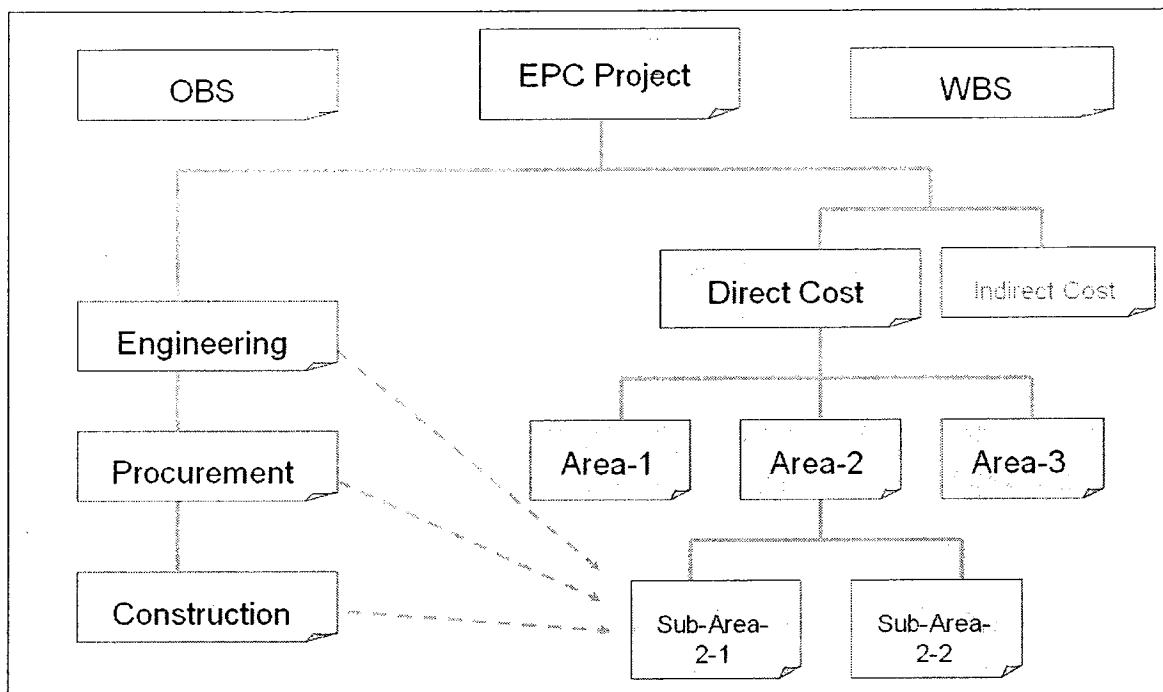 OBS
EPC Project
WBS
Direct Cost
Indirect Cost
Engineering
Procurement
Construction
Area-1
Area-2
Area-3
Sub-Area-
2-1
Sub-Area-
2-2